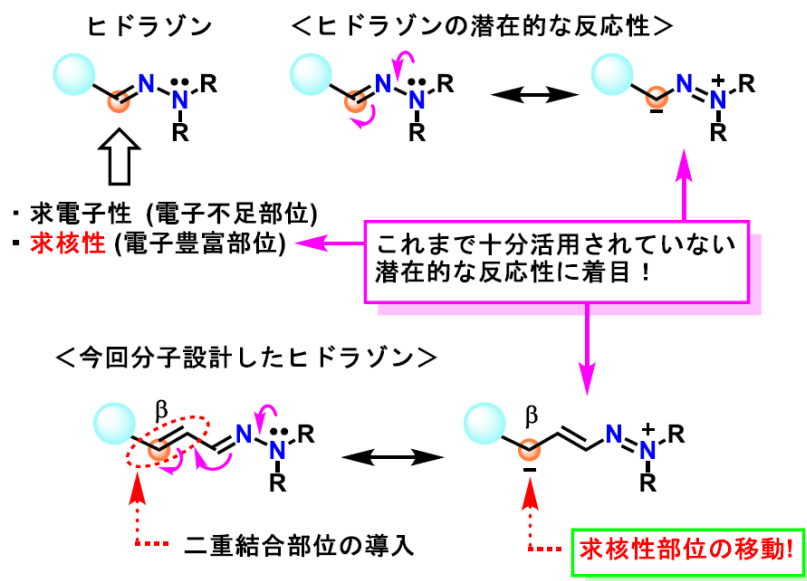 ヒドラゾン
＜ヒドラゾンの潜在的な反応性＞
N N R R
N N R R
N N + R R −
・求電子性 (電子不足部位)
・求核性 (電子豊富部位)
これまで十分活用されていない
潜在的な反応性に着目！
＜今回分子設計したヒドラゾン＞
β N N R R
β N N + R R −
二重結合部位の導入
求核性部位の移動!